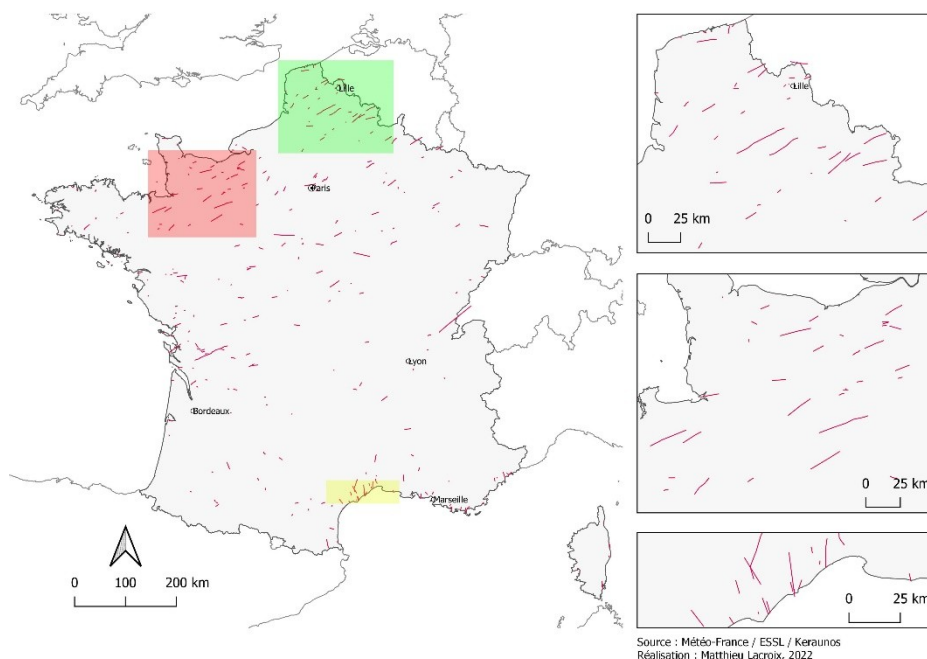 Lille
Paris
Lyon
Bordeaux
Marseille
0 100 200 km
Lille
0 25 km
0 25 km
0 25 km
Source : Météo-France / ESSL / Keraunos
Réalisation : Matthieu Lacroix, 2022